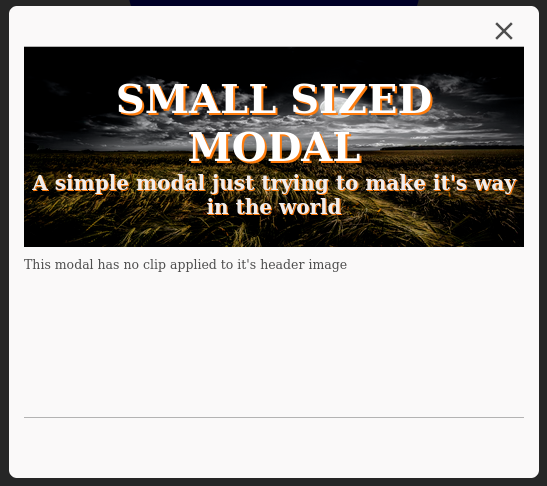 SMALL SIZED
MODAL
A simple modal just trying to make it's way
in the world
This modal has no clip applied to it's header image